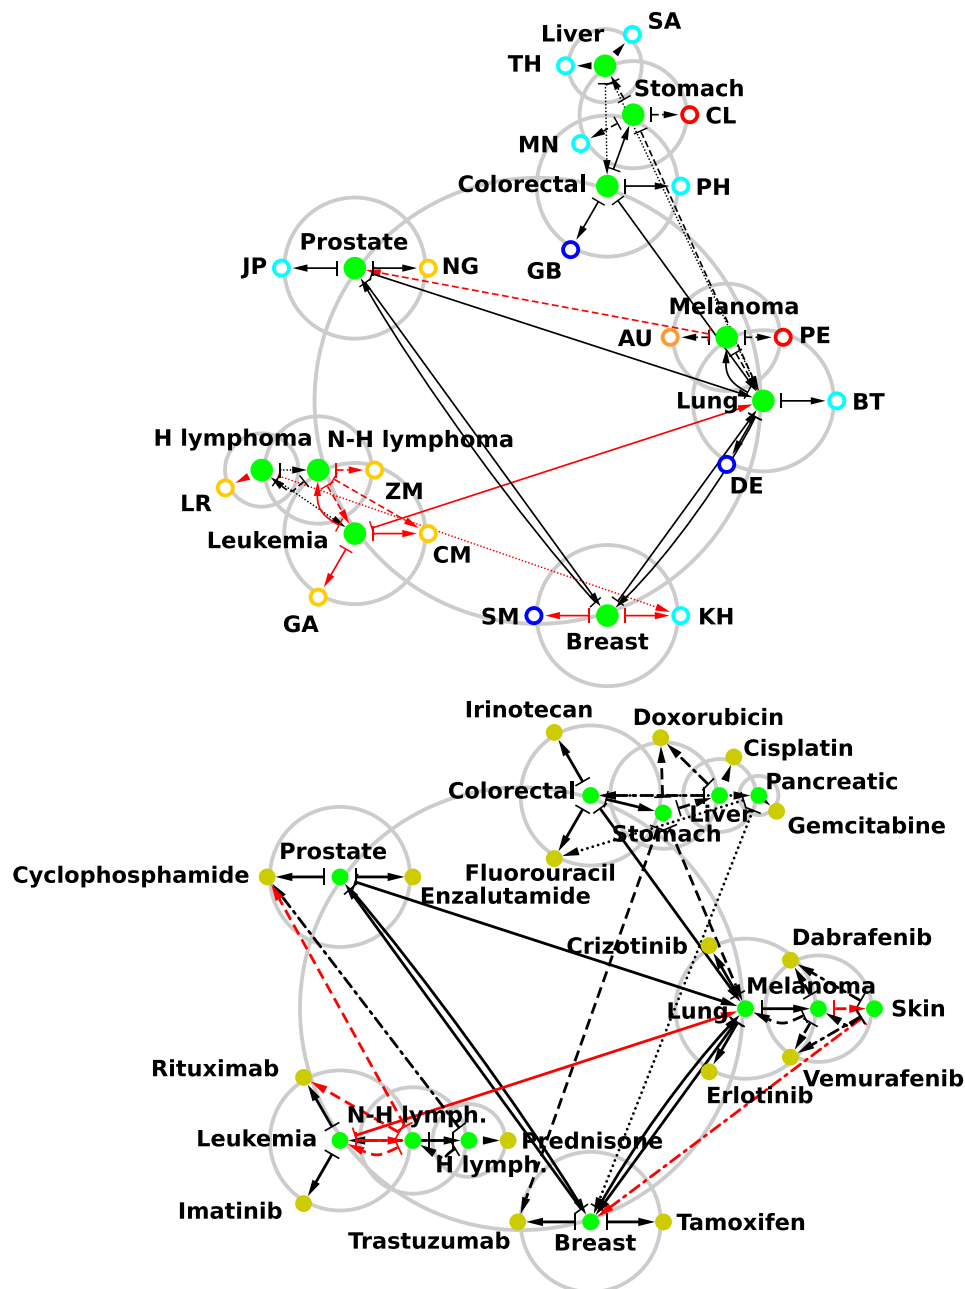 SA
Liver
TH
Stomach
CL
MN
Colorectal
PH
Prostate
GB
JP
NG
Melanoma
AU
PE
Lung
BT
H lymphoma
N-H lymphoma
DE
LR
ZM
Leukemia
CM
GA
SM
KH
Breast
Irinotecan
Doxorubicin
Cisplatin
Colorectal
Pancreatic
Liver
Stomach
Gemcitabine
Prostate
Fluorouracil
Cyclophosphamide
Enzalutamide
Crizotinib
Dabrafenib
Melanoma
Lung
Skin
Rituximab
Vemurafenib
Erlotinib
N-H lymph.
Leukemia
Prednisone
H lymph.
Imatinib
Trastuzumab
Tamoxifen
Breast